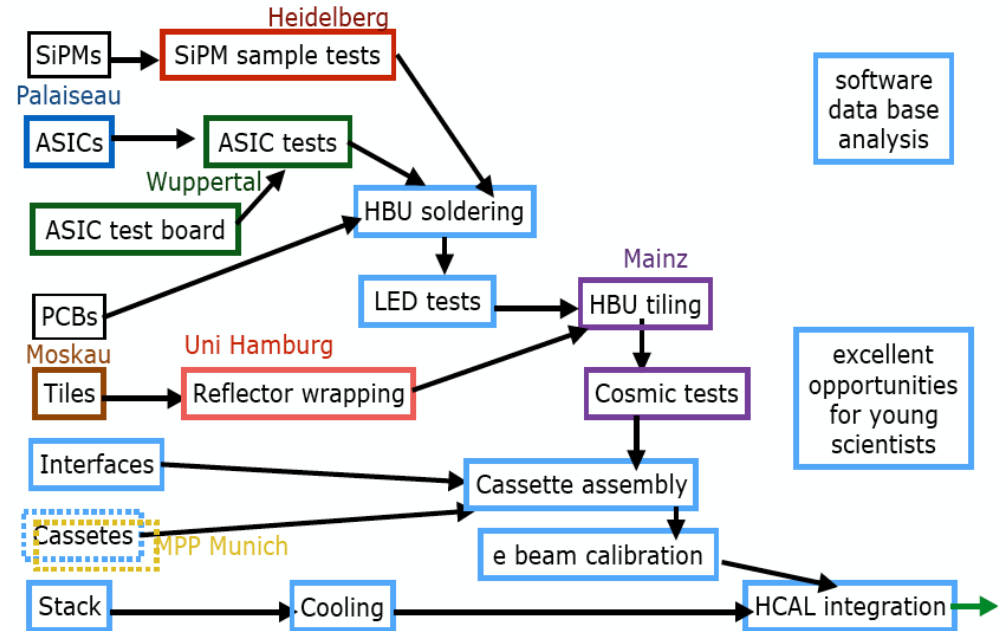 Heidelberg
SiPMs
SiPM sample tests
Palaiseau
ASICs
ASIC tests
Wuppertal
ASIC test board
HBU soldering
software
data base
analysis
Mainz
LED tests
HBU tiling
PCBs
Moskau
Uni Hamburg
Tiles
Reflector wrapping
Cosmic tests
excellent
opportunities
for young
scientists
Interfaces
Cassette assembly
Cassetes
MPP Munich
e beam calibration
Stack
Cooling
HCAL integration